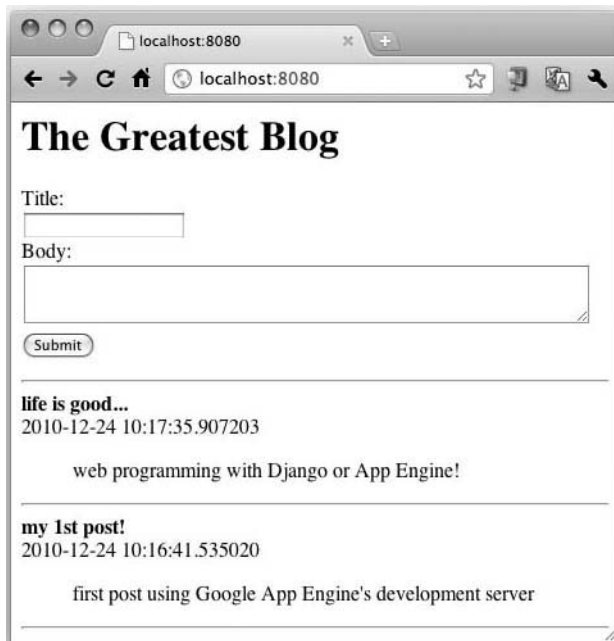 localhost:8080
localhost:8080
The Greatest Blog
Title:
Body:
Submit
life is good...
2010-12-24 10:17:35.907203
web programming with Django or App Engine!
my 1st post!
2010-12-24 10:16:41.535020
first post using Google App Engine's development server